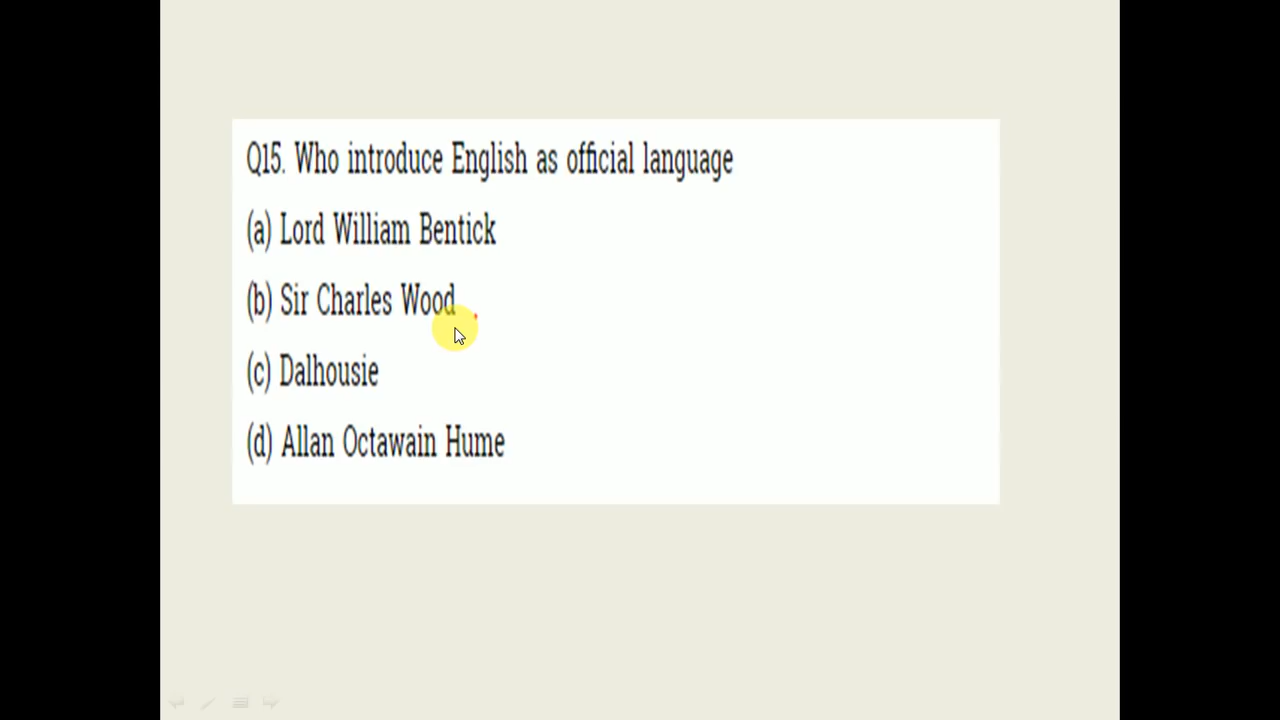 Q15. Who introduce English as official language
(a) Lord William Bentick
(b) Sir Charles Wood
(c) Dalhousie
(d) Allan Octawain Hume